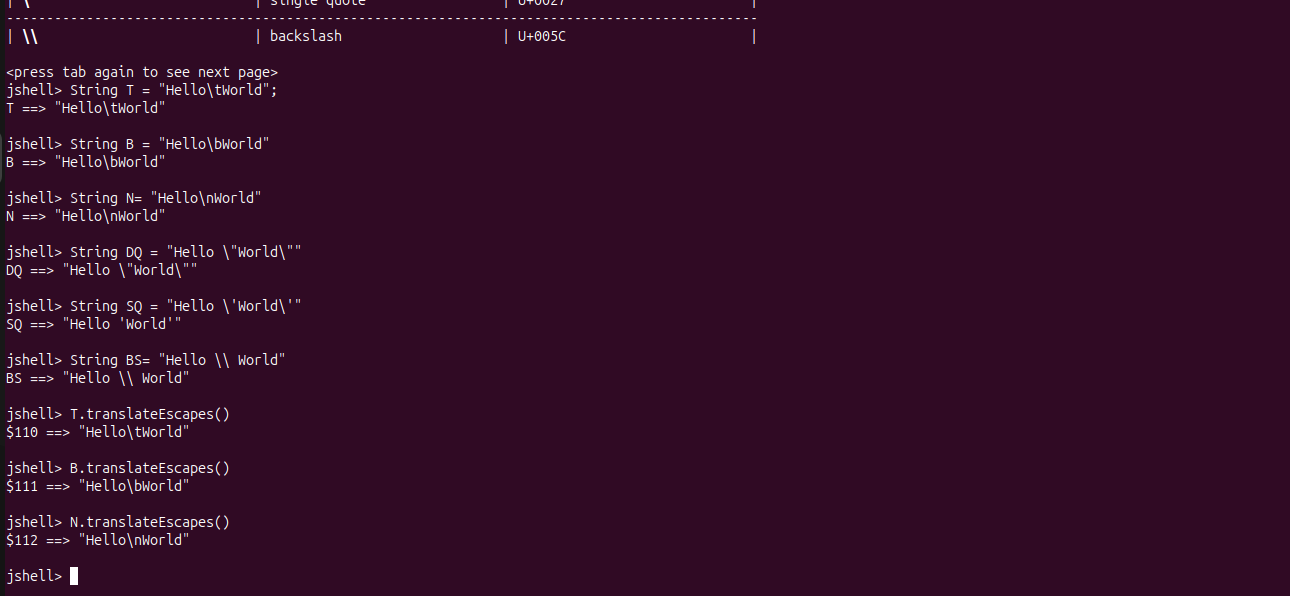 | \' | single quote | U+0027 |
--------------------------------------------------------------------------------------------
| \\ | backslash | U+005C |
<press tab again to see next page>
jshell> String T = "Hello\tWorld";
T ==> "Hello\tWorld"
jshell> String B = "Hello\bWorld"
B ==> "Hello\bWorld"
jshell> String N= "Hello\nWorld"
N ==> "Hello\nWorld"
jshell> String DQ = "Hello \"World\""
DQ ==> "Hello \"World\""
jshell> String SQ = "Hello \'World\'"
SQ ==> "Hello 'World'"
jshell> String BS= "Hello \\ World"
BS ==> "Hello \\ World"
jshell> T.translateEscapes()
$110 ==> "Hello\tWorld"
jshell> B.translateEscapes()
$111 ==> "Hello\bWorld"
jshell> N.translateEscapes()
$112 ==> "Hello\nWorld"
jshell>